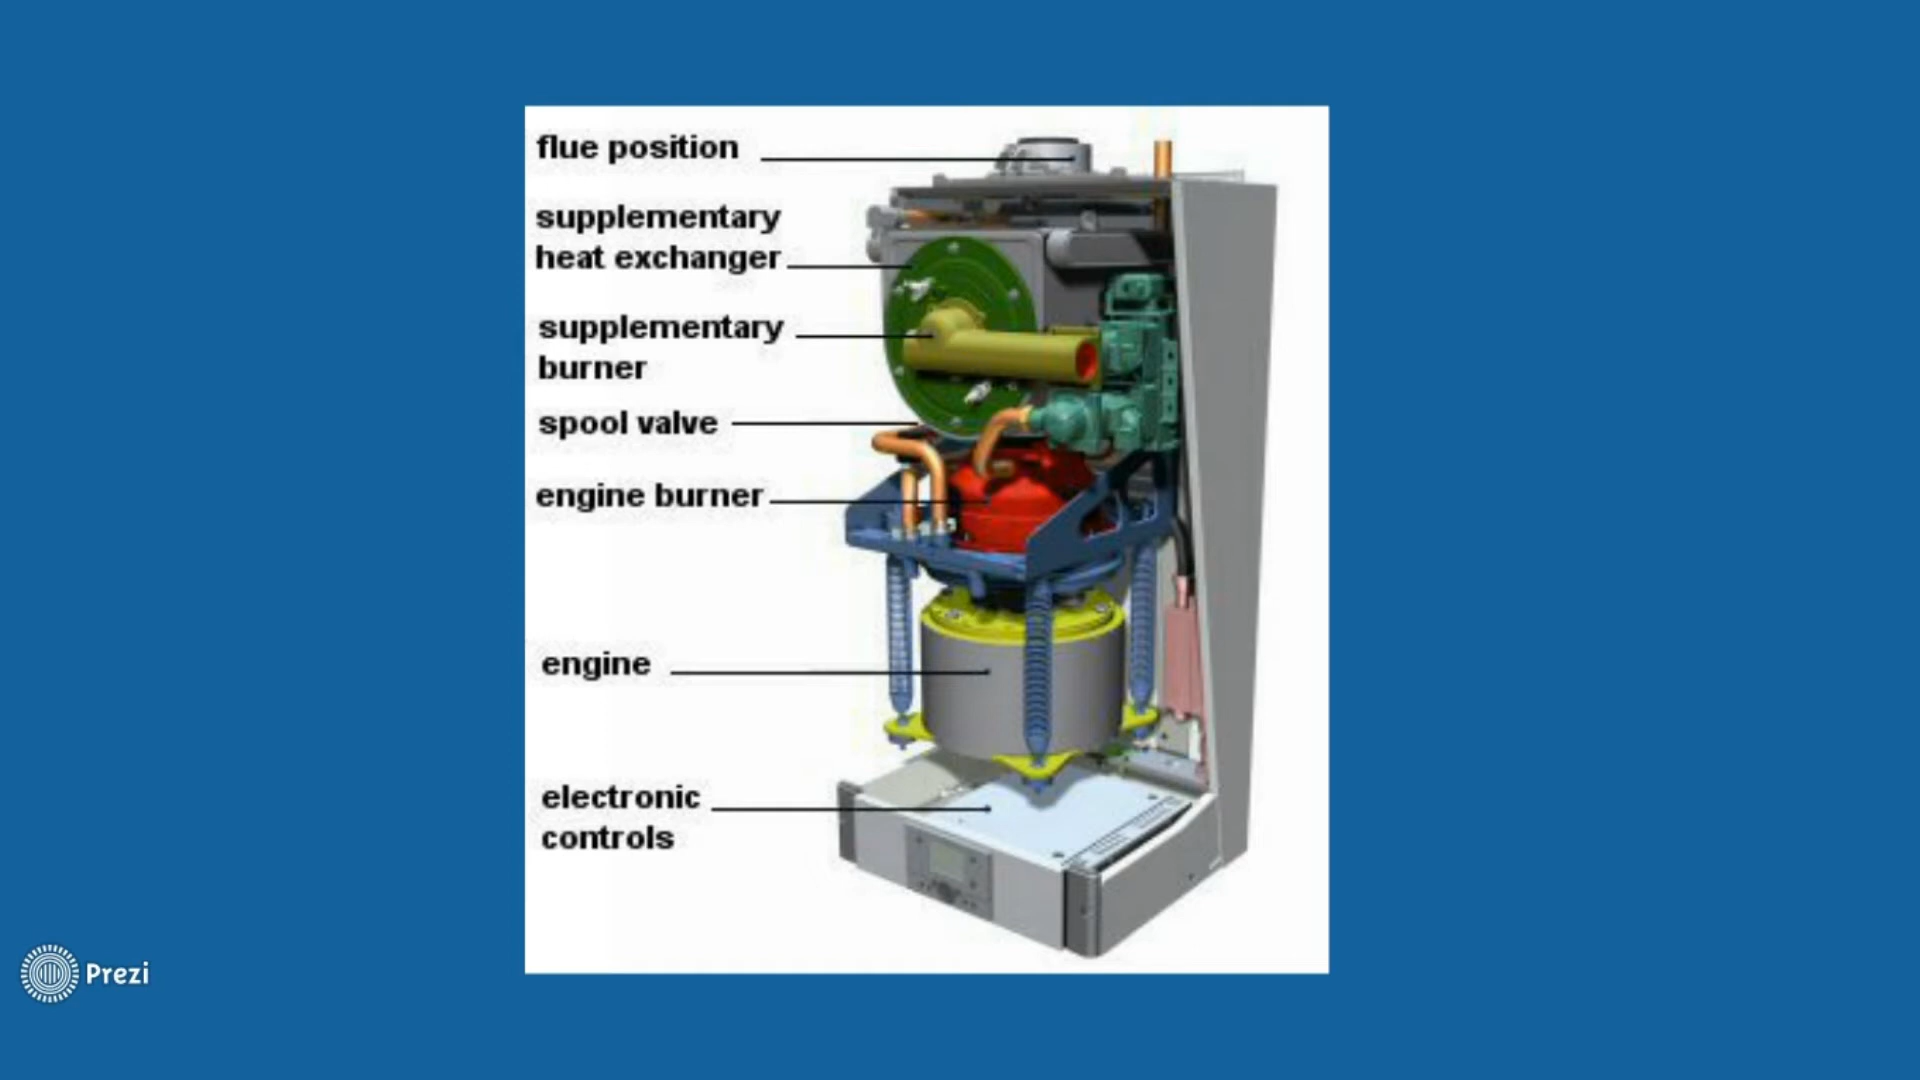 flue position
supplementary
heat exchanger
supplementary
burner
spool valve
engine burner
engine
electronic
controls
Prezi